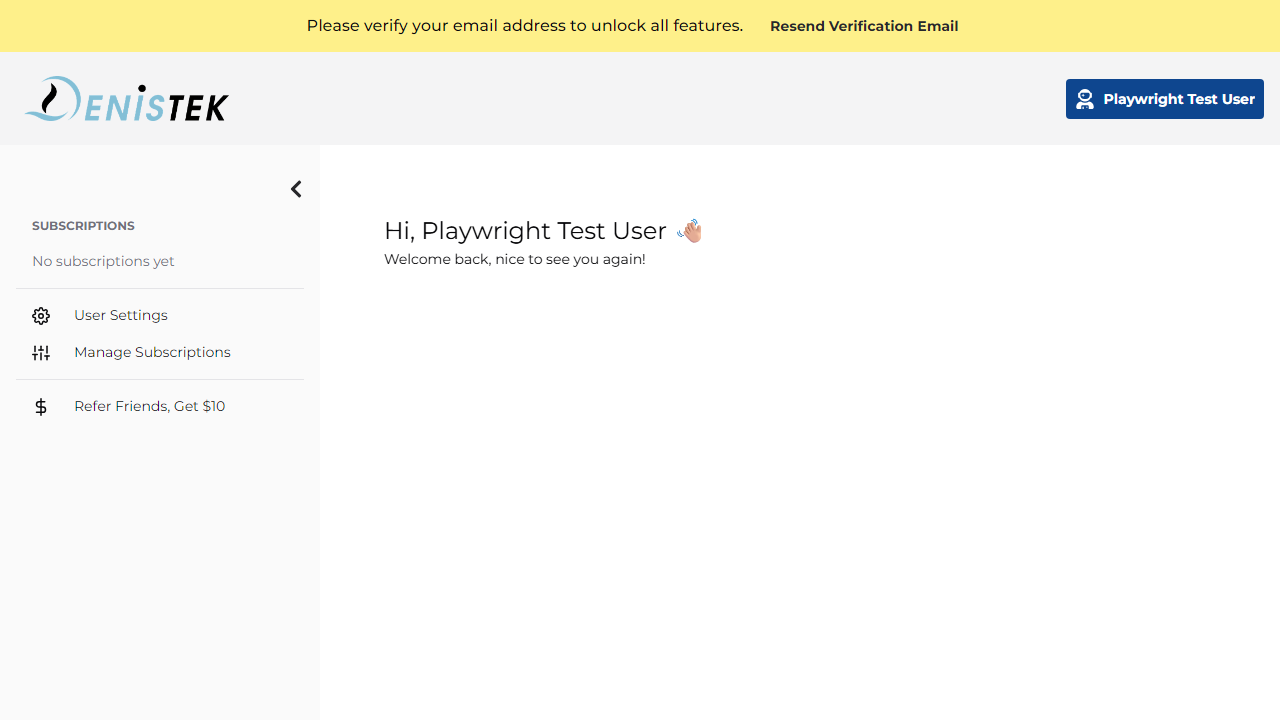 Please verify your email address to unlock all features. Resend Verification Email
DENISTEK
Playwright Test User
SUBSCRIPTIONS
No subscriptions yet
User Settings
Manage Subscriptions
Refer Friends, Get $10
Hi, Playwright Test User 👋🏼
Welcome back, nice to see you again!